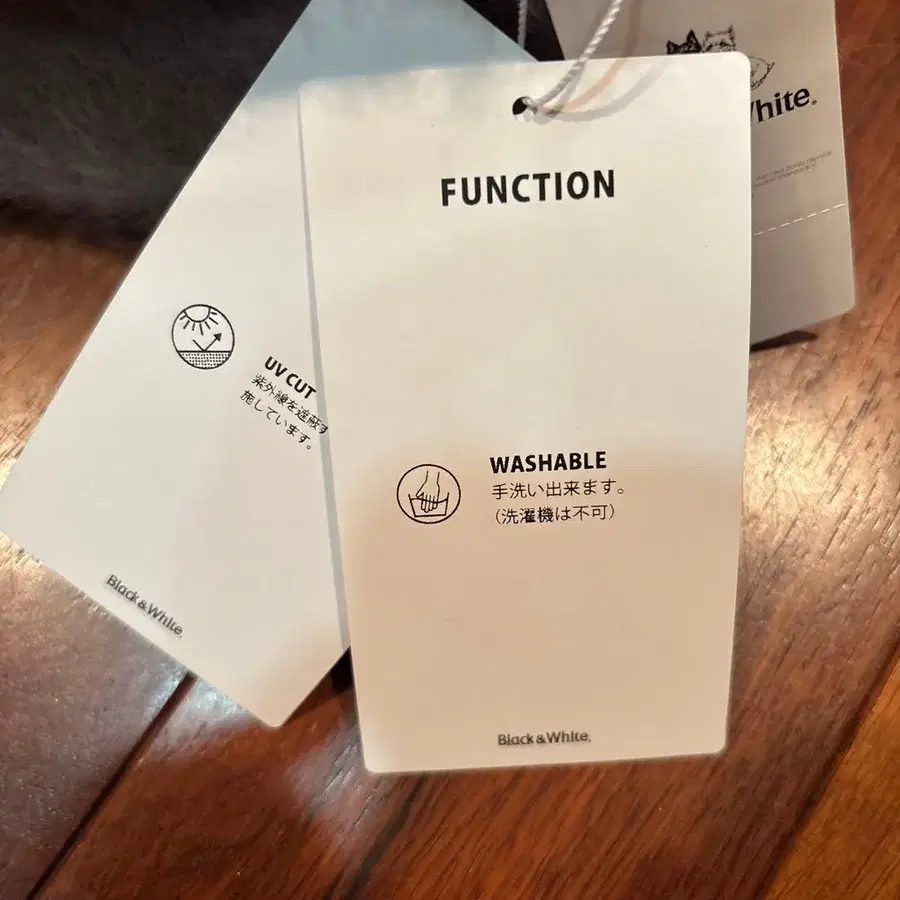 hite.
FUNCTION
UV CUT
紫外線を遮蔽す
施しています。
WASHABLE
手洗い出来ます。
(洗濯機は不可)
Black & White.
Black & White.